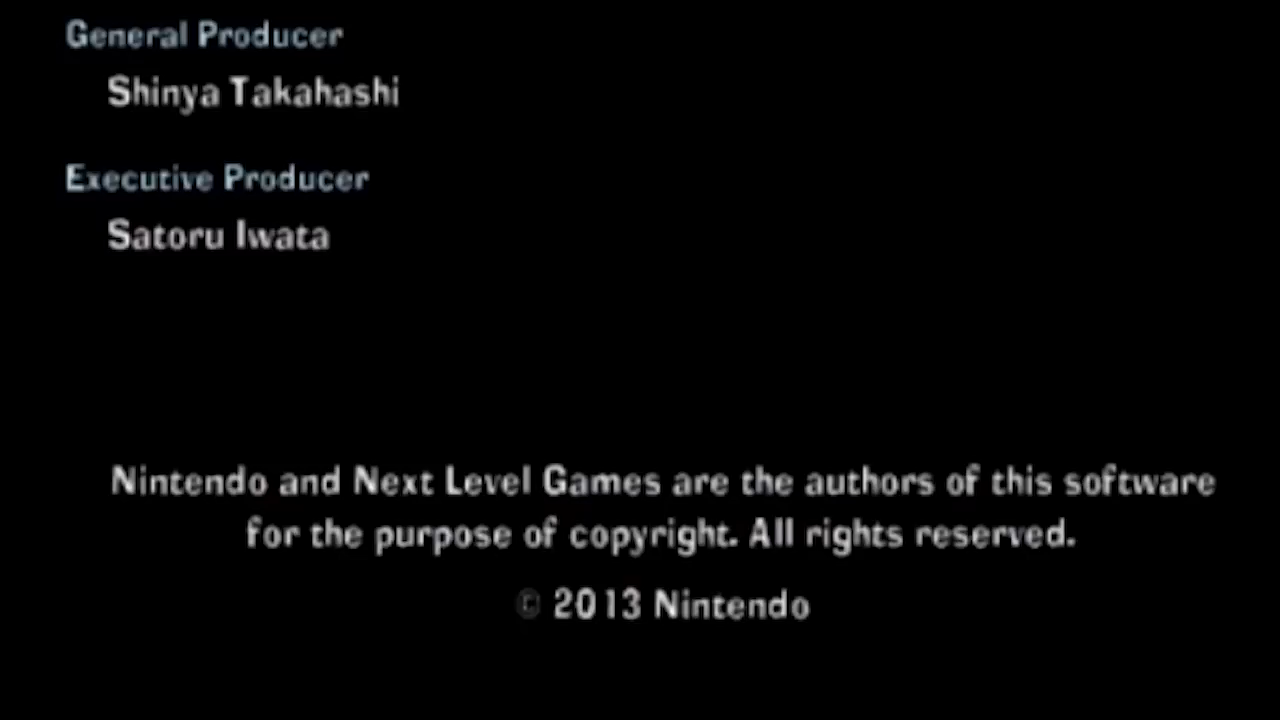 General Producer
Shinya Takahashi
Executive Producer
Satoru Iwata
Nintendo and Next Level Games are the authors of this software
for the purpose of copyright. All rights reserved.
© 2013 Nintendo